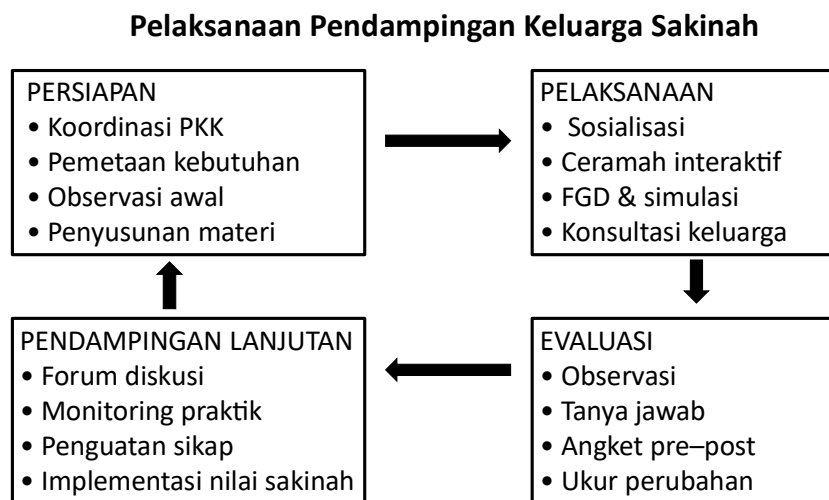 Pelaksanaan Pendampingan Keluarga Sakinah
PERSIAPAN
• Koordinasi PKK
• Pemetaan kebutuhan
• Observasi awal
• Penyusunan materi
PELAKSANAAN
• Sosialisasi
• Ceramah interaktif
• FGD & simulasi
• Konsultasi keluarga
EVALUASI
• Observasi
• Tanya jawab
• Angket pre–post
• Ukur perubahan
PENDAMPINGAN LANJUTAN
• Forum diskusi
• Monitoring praktik
• Penguatan sikap
• Implementasi nilai sakinah